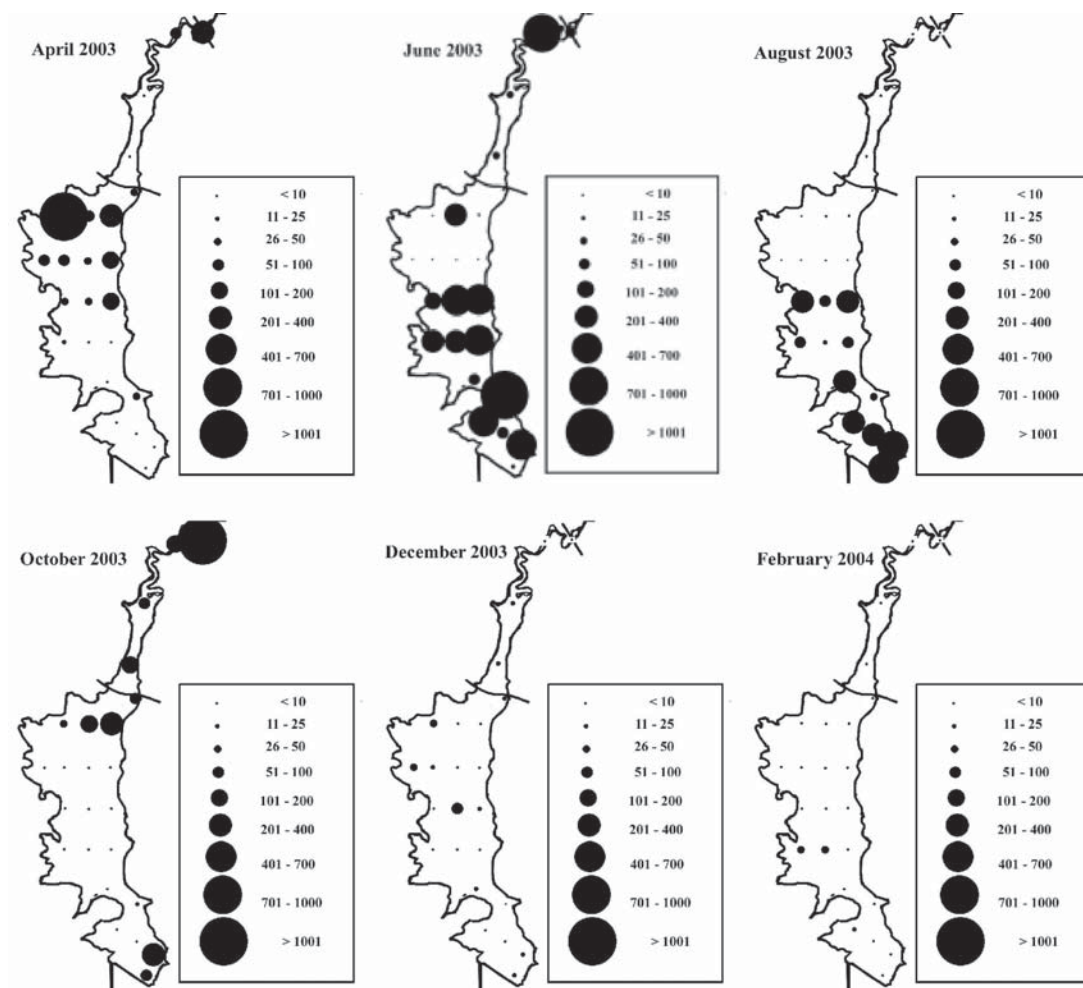 April 2003
< 10
11 - 25
26 - 50
51 - 100
101 - 200
201 - 400
401 - 700
701 - 1000
> 1001
June 2003
< 10
11 - 25
26 - 50
51 - 100
101 - 200
201 - 400
401 - 700
701 - 1000
> 1001
August 2003
< 10
11 - 25
26 - 50
51 - 100
101 - 200
201 - 400
401 - 700
701 - 1000
> 1001
October 2003
< 10
11 - 25
26 - 50
51 - 100
101 - 200
201 - 400
401 - 700
701 - 1000
> 1001
December 2003
< 10
11 - 25
26 - 50
51 - 100
101 - 200
201 - 400
401 - 700
701 - 1000
> 1001
February 2004
< 10
11 - 25
26 - 50
51 - 100
101 - 200
201 - 400
401 - 700
701 - 1000
> 1001